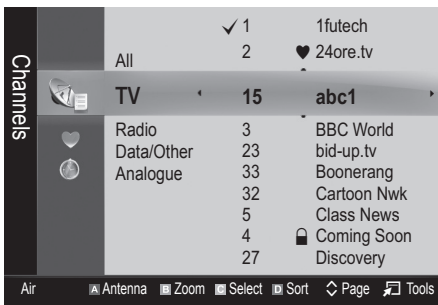 ✓ 1 1futech
All 2 ♥ 24ore.tv
Channels
TV 15 abc1
Radio 3 BBC World
Data/Other 23 bid-up.tv
Analogue 33 Boonerang
32 Cartoon Nwk
5 Class News
4 Coming Soon
27 Discovery
Air A Antenna B Zoom C Select D Sort Page Tools